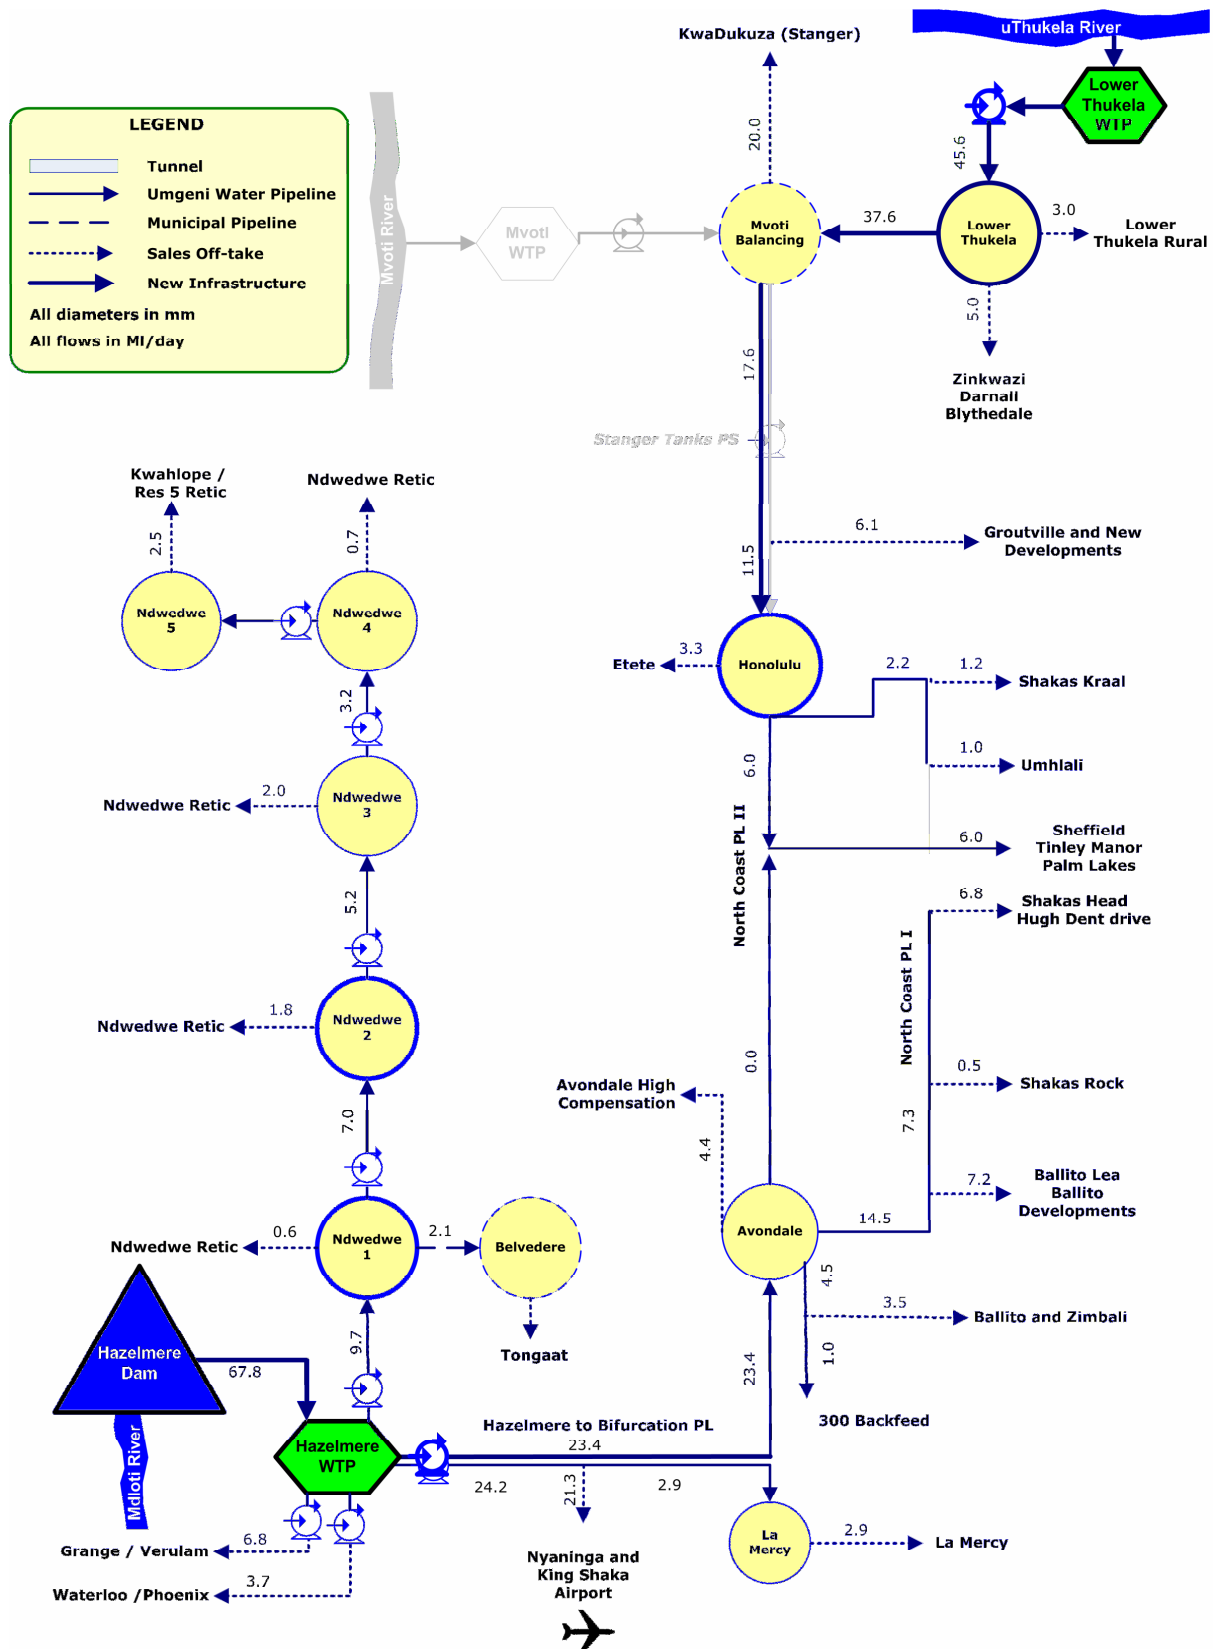 uThukela River
KwaDukuza (Stanger)
Lower
Thukela
WTP
LEGEND
Tunnel
Umgeni Water Pipeline
Municipal Pipeline
Sales Off-take
New Infrastructure
All diameters in mm
All flows in Ml/day
Mvoti River
Mvoti
WTP
20.0
45.6
Mvoti
Balancing
37.6
Lower
Thukela
3.0
Lower
Thukela Rural
5.0
Zinkwazi
Darnall
Blythedale
17.6
Stanger Tanks PS
11.5
6.1
Groutville and New
Developments
Kwahlope /
Res 5 Retic
Ndwedwe Retic
2.5
0.7
Ndwedwe
5
Ndwedwe
4
Etete
3.3
Honolulu
2.2
1.2
Shakas Kraal
3.2
6.0
1.0
Umhlali
Ndwedwe Retic
2.0
Ndwedwe
3
North Coast PL II
6.0
Sheffield
Tinley Manor
Palm Lakes
5.2
6.8
Shakas Head
Hugh Dent drive
North Coast PL I
Ndwedwe Retic
1.8
Ndwedwe
2
0.0
Avondale High
Compensation
4.4
0.5
Shakas Rock
7.0
7.3
7.2
Ballito Lea
Ballito
Developments
Ndwedwe Retic
0.6
Ndwedwe
1
2.1
Belvedere
Avondale
14.5
4.5
3.5
Ballito and Zimbali
Tongaat
9.7
1.0
23.4
Hazelmere
Dam
67.8
300 Backfeed
Mdloti River
Hazelmere
WTP
Hazelmere to Bifurcation PL
23.4
24.2
21.3
2.9
Grange / Verulam
6.8
La
Mercy
2.9
La Mercy
Waterloo /Phoenix
3.7
Nyaninga and
King Shaka
Airport